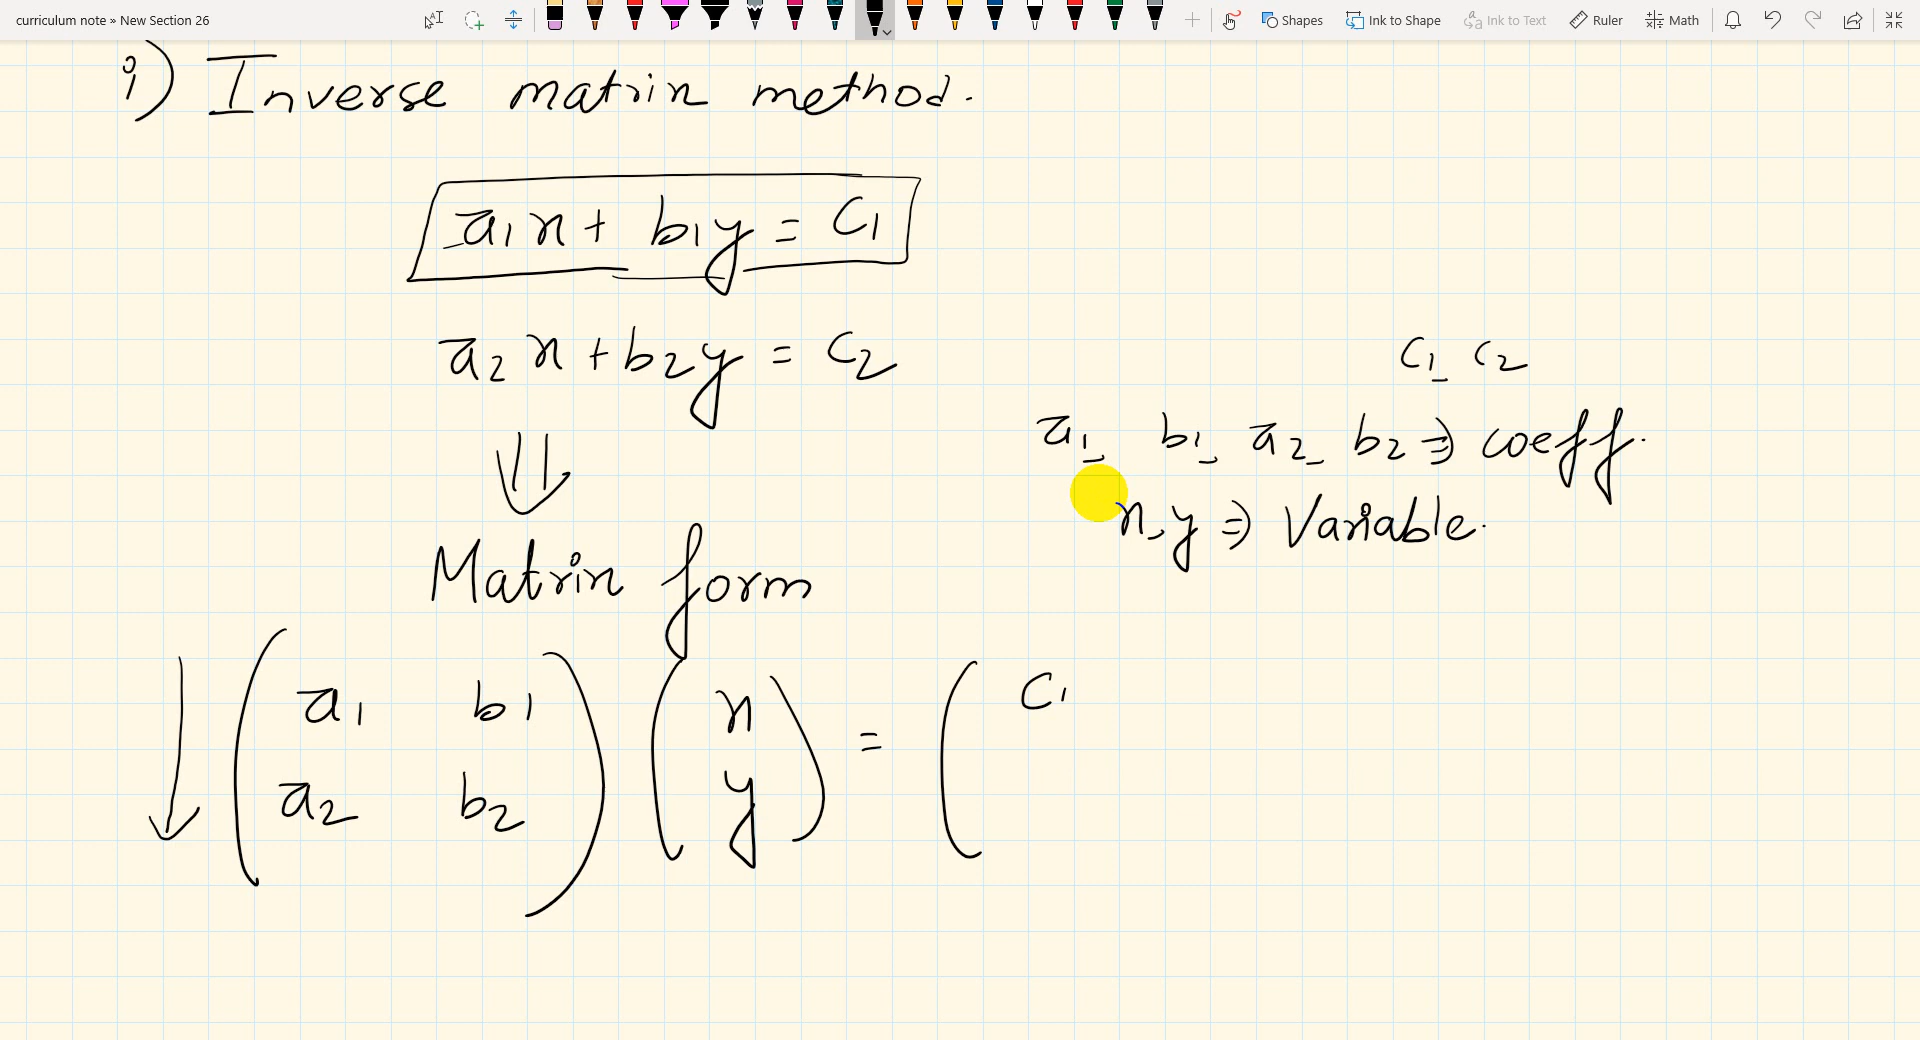 curriculum note » New Section 26
Shapes Ink to Shape Ink to Text Ruler Math
i) Inverse matrix method.
a₁x + b₁y = c₁
a₂x + b₂y = c₂
c₁, c₂
a₁, b₁, a₂, b₂ ⇒ coeff.
x, y ⇒ Variable.
⇓
Matrix form
↓ ( a₁ b₁ ) ( x ) = ( c₁
a₂ b₂ y